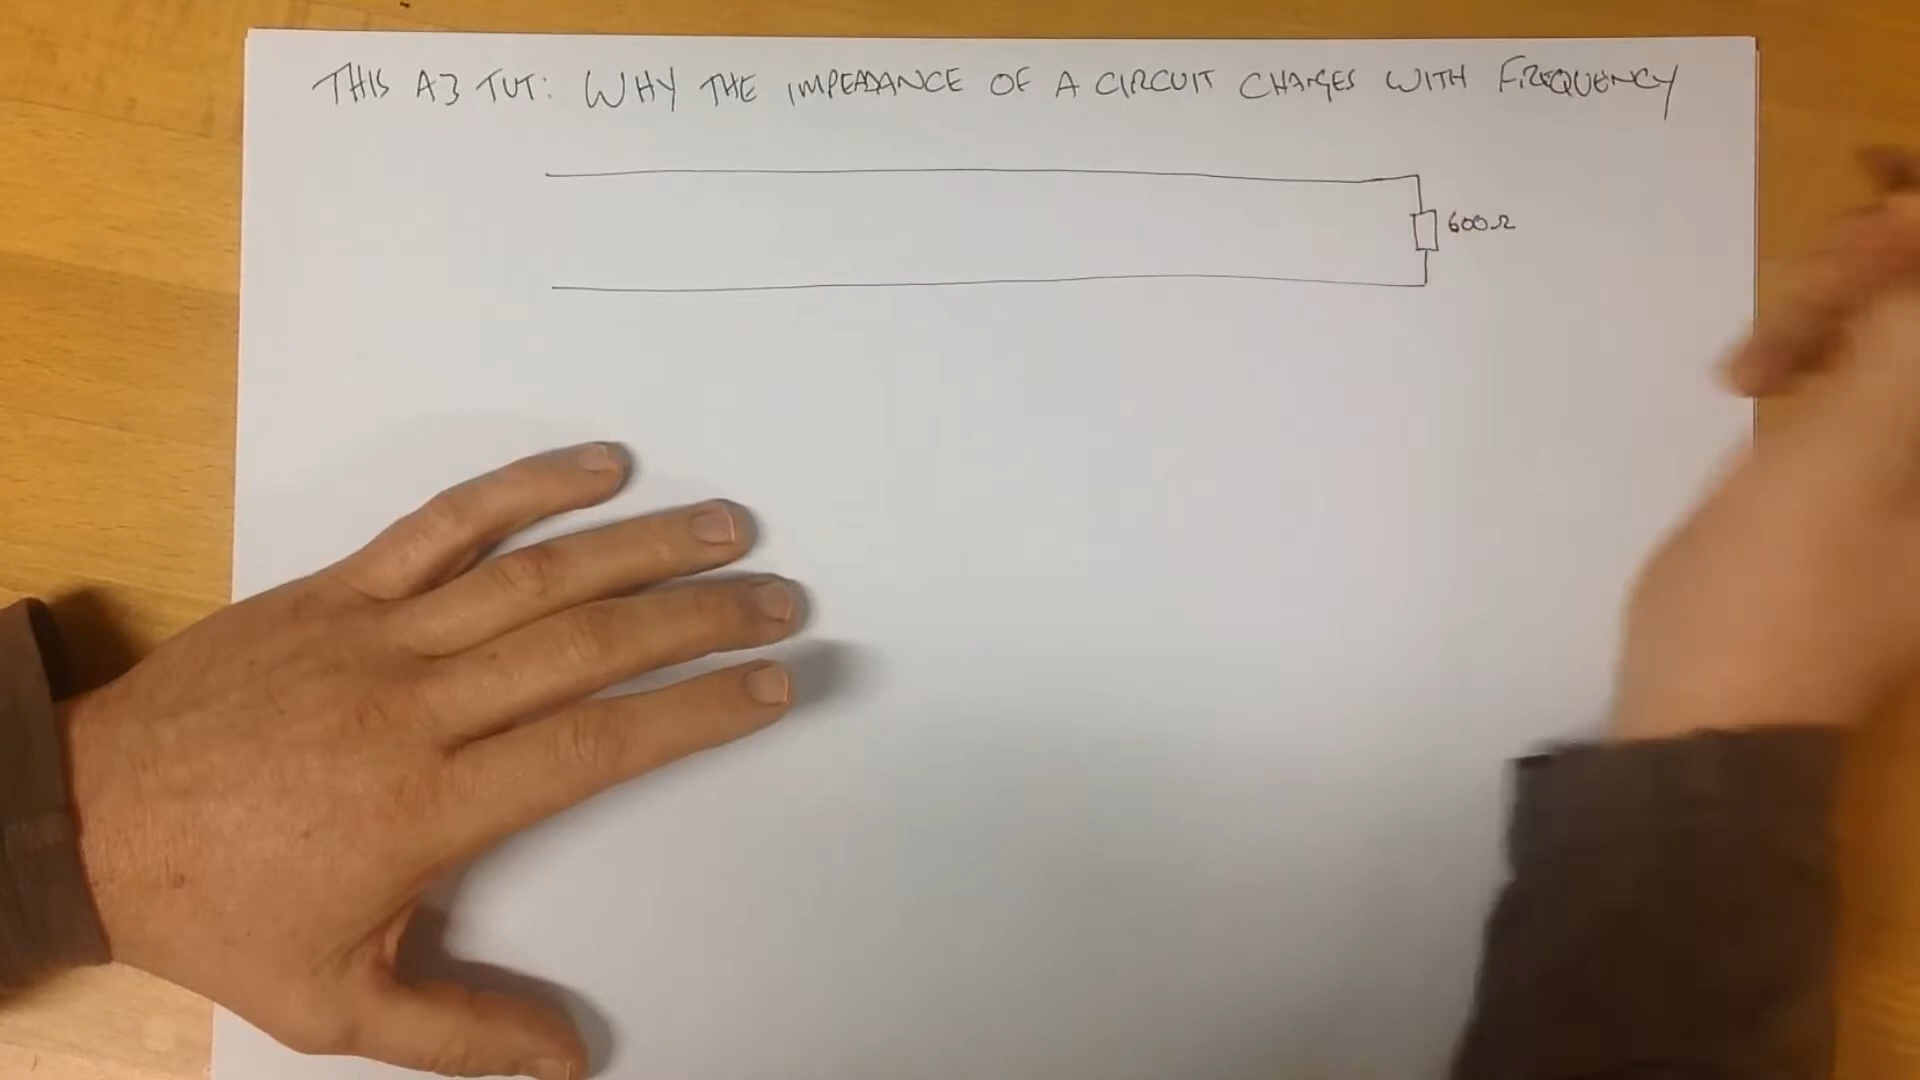 THIS A3 TUT: WHY THE IMPEDANCE OF A CIRCUIT CHANGES WITH FREQUENCY
600Ω